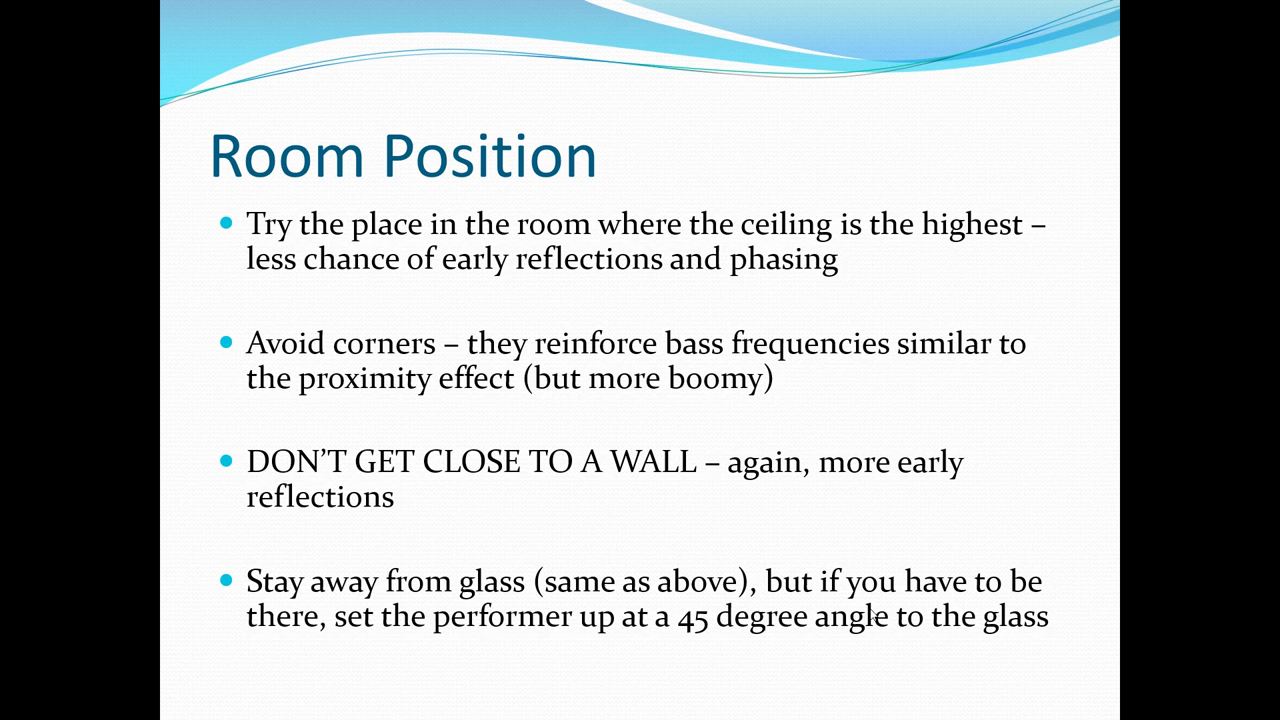 Room Position
• Try the place in the room where the ceiling is the highest –
less chance of early reflections and phasing
• Avoid corners – they reinforce bass frequencies similar to
the proximity effect (but more boomy)
• DON’T GET CLOSE TO A WALL – again, more early
reflections
• Stay away from glass (same as above), but if you have to be
there, set the performer up at a 45 degree angle to the glass